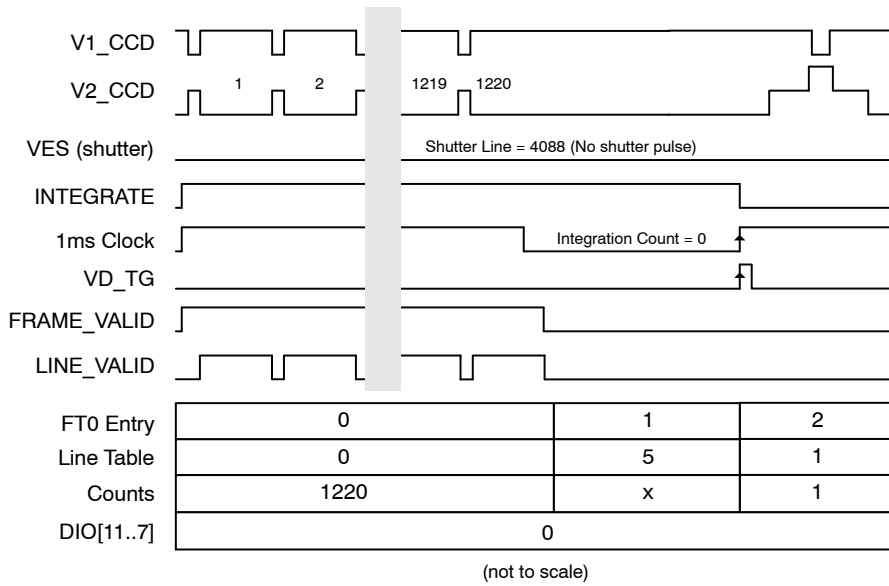 V1_CCD
V2_CCD 1 2 1219 1220
VES (shutter) Shutter Line = 4088 (No shutter pulse)
INTEGRATE
1ms Clock Integration Count = 0
VD_TG
FRAME_VALID
LINE_VALID
FT0 Entry 0 1 2
Line Table 0 5 1
Counts 1220 x 1
DIO[11..7] 0
(not to scale)